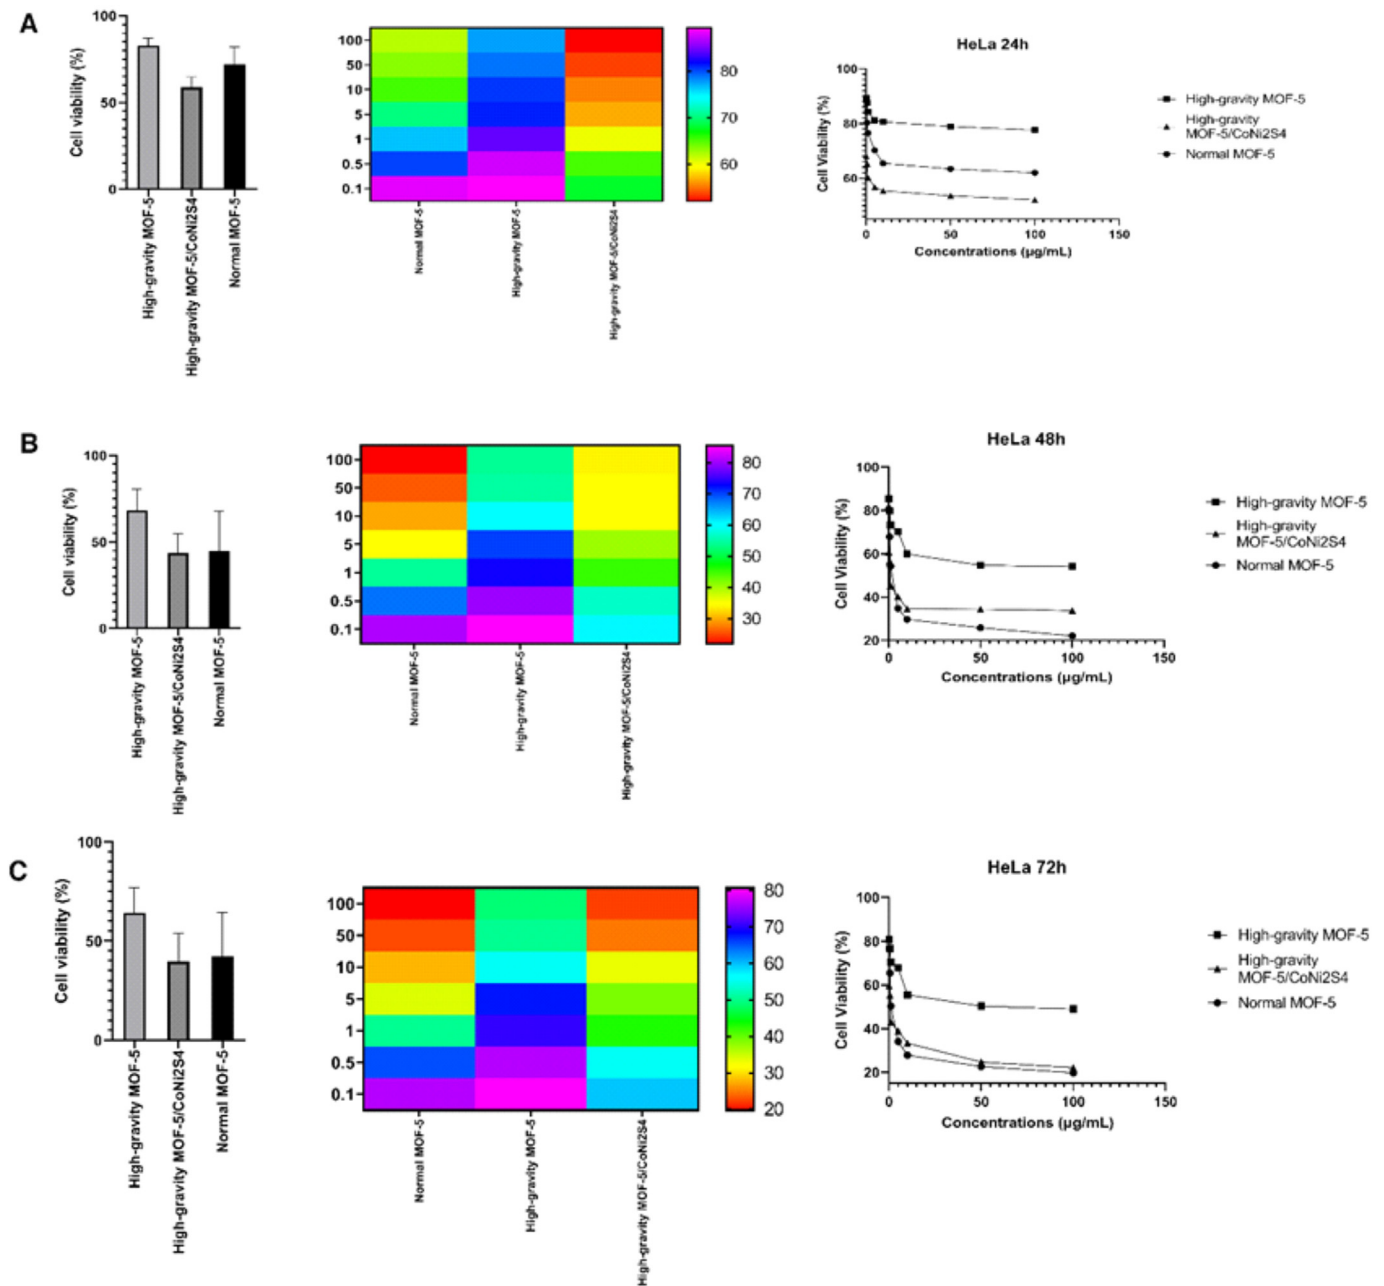 A
Cell viability (%)
100
50
0
High-gravity MOF-5
High-gravity MOF-5/CoNi2S4
Normal MOF-5
100
50
10
5
1
0.5
0.1
Normal MOF-5
High-gravity MOF-5
High-gravity MOF-5/CoNi2S4
80
70
60
HeLa 24h
Cell Viability (%)
100
80
60
0
50
100
150
Concentrations (µg/mL)
High-gravity MOF-5
High-gravity
MOF-5/CoNi2S4
Normal MOF-5
B
Cell viability (%)
100
50
0
High-gravity MOF-5
High-gravity MOF-5/CoNi2S4
Normal MOF-5
100
50
10
5
1
0.5
0.1
Normal MOF-5
High-gravity MOF-5
High-gravity MOF-5/CoNi2S4
80
70
60
50
40
30
HeLa 48h
Cell Viability (%)
100
80
60
40
20
0
50
100
150
Concentrations (µg/mL)
High-gravity MOF-5
High-gravity
MOF-5/CoNi2S4
Normal MOF-5
C
Cell viability (%)
100
50
0
High-gravity MOF-5
High-gravity MOF-5/CoNi2S4
Normal MOF-5
100
50
10
5
1
0.5
0.1
Normal MOF-5
High-gravity MOF-5
High-gravity MOF-5/CoNi2S4
80
70
60
50
40
30
20
HeLa 72h
Cell Viability (%)
100
80
60
40
20
0
50
100
150
Concentrations (µg/mL)
High-gravity MOF-5
High-gravity
MOF-5/CoNi2S4
Normal MOF-5